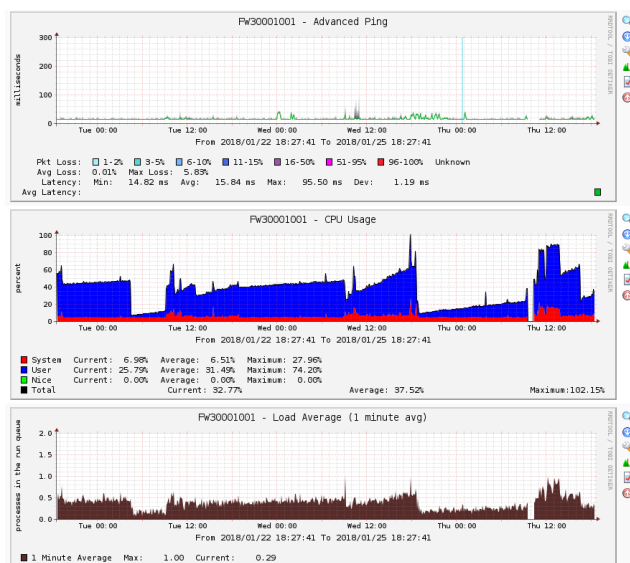 FW30001001 - Advanced Ping
RRDTOOL / TOBI OETIKER
milliseconds
300
200
100
0
Tue 00:00 Tue 12:00 Wed 00:00 Wed 12:00 Thu 00:00 Thu 12:00
From 2018/01/22 18:27:41 To 2018/01/25 18:27:41
Pkt Loss: 1-2% 3-5% 6-10% 11-15% 16-50% 51-95% 96-100% Unknown
Avg Loss: 0.01% Max Loss: 5.83%
Latency: Min: 14.82 ms Avg: 15.84 ms Max: 95.50 ms Dev: 1.19 ms
Avg Latency:
FW30001001 - CPU Usage
RRDTOOL / TOBI OETIKER
percent
100
80
60
40
20
0
Tue 00:00 Tue 12:00 Wed 00:00 Wed 12:00 Thu 00:00 Thu 12:00
From 2018/01/22 18:27:41 To 2018/01/25 18:27:41
System Current: 6.98% Average: 6.51% Maximum: 27.96%
User Current: 25.79% Average: 31.49% Maximum: 74.20%
Nice Current: 0.00% Average: 0.00% Maximum: 0.00%
Total Current: 32.77% Average: 37.52% Maximum:102.15%
FW30001001 - Load Average (1 minute avg)
RRDTOOL / TOBI OETIKER
processes in the run queue
2.0
1.5
1.0
0.5
0.0
Tue 00:00 Tue 12:00 Wed 00:00 Wed 12:00 Thu 00:00 Thu 12:00
From 2018/01/22 18:27:41 To 2018/01/25 18:27:41
1 Minute Average Max: 1.00 Current: 0.29